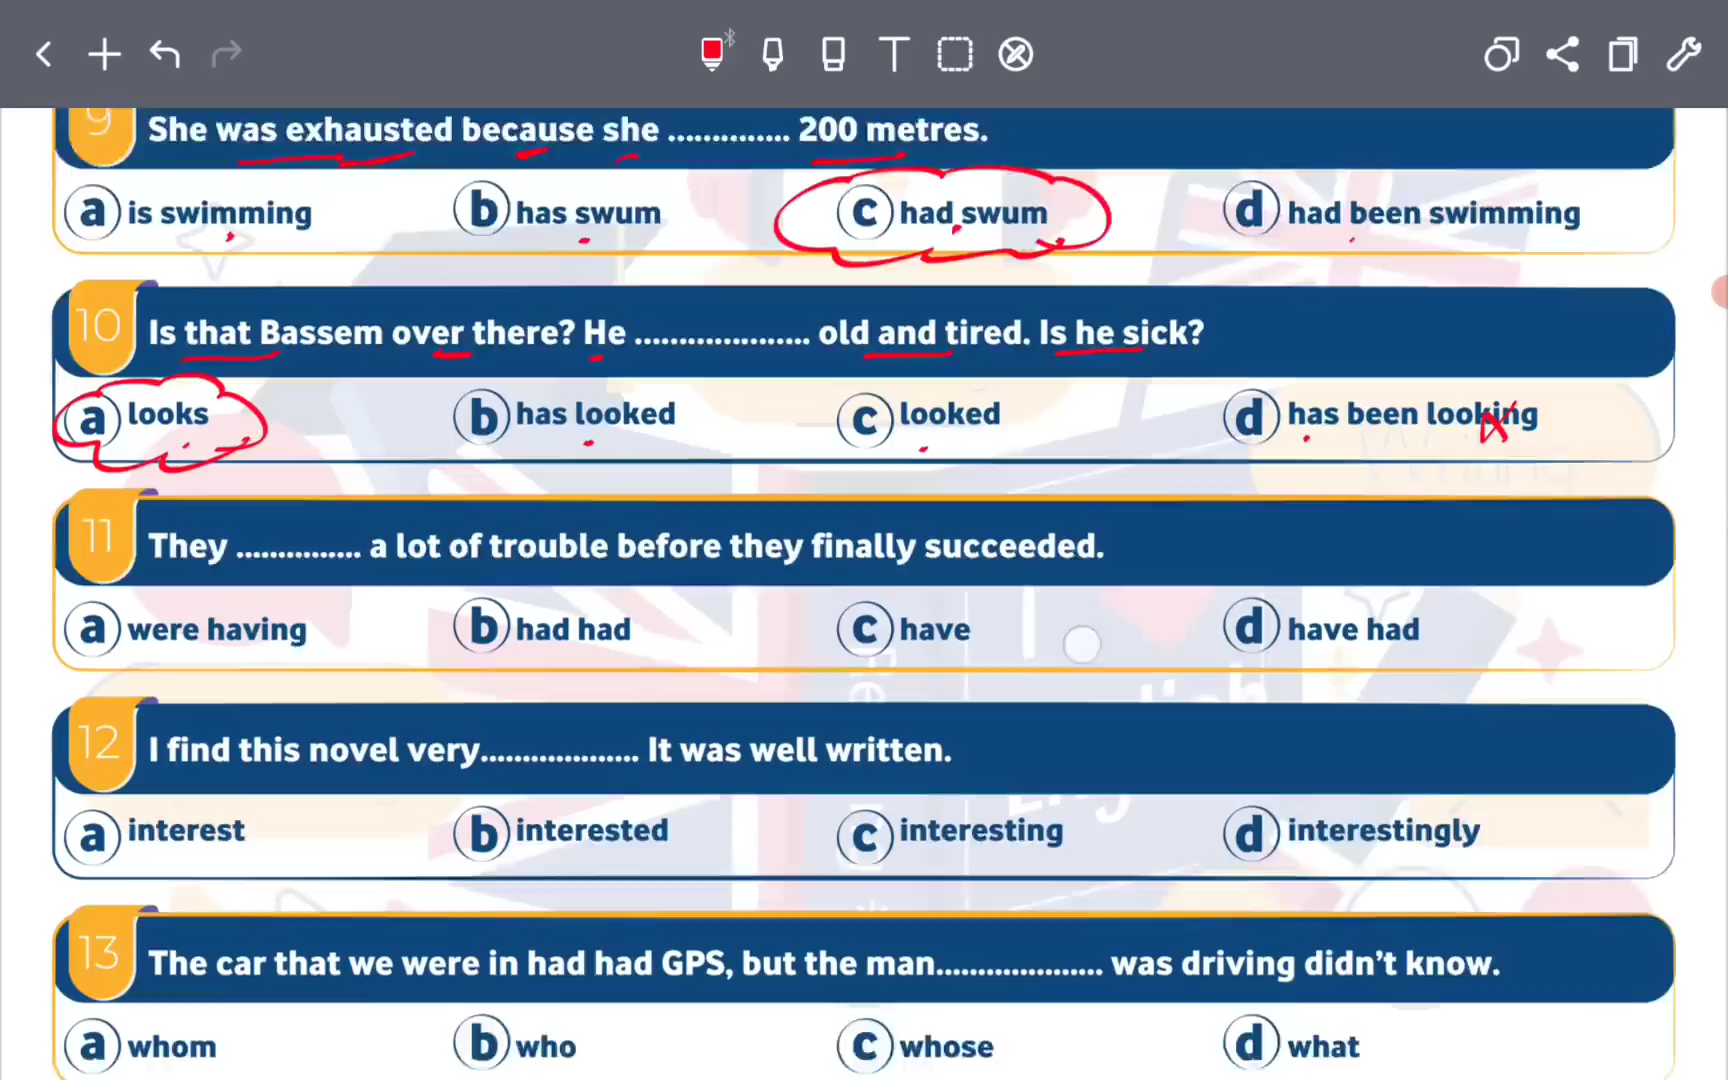 9 She was exhausted because she .............. 200 metres.
a is swimming b has swum c had swum d had been swimming
10 Is that Bassem over there? He .................... old and tired. Is he sick?
a looks b has looked c looked d has been looking
11 They ............... a lot of trouble before they finally succeeded.
a were having b had had c have d have had
12 I find this novel very................... It was well written.
a interest b interested c interesting d interestingly
13 The car that we were in had had GPS, but the man.................... was driving didn't know.
a whom b who c whose d what